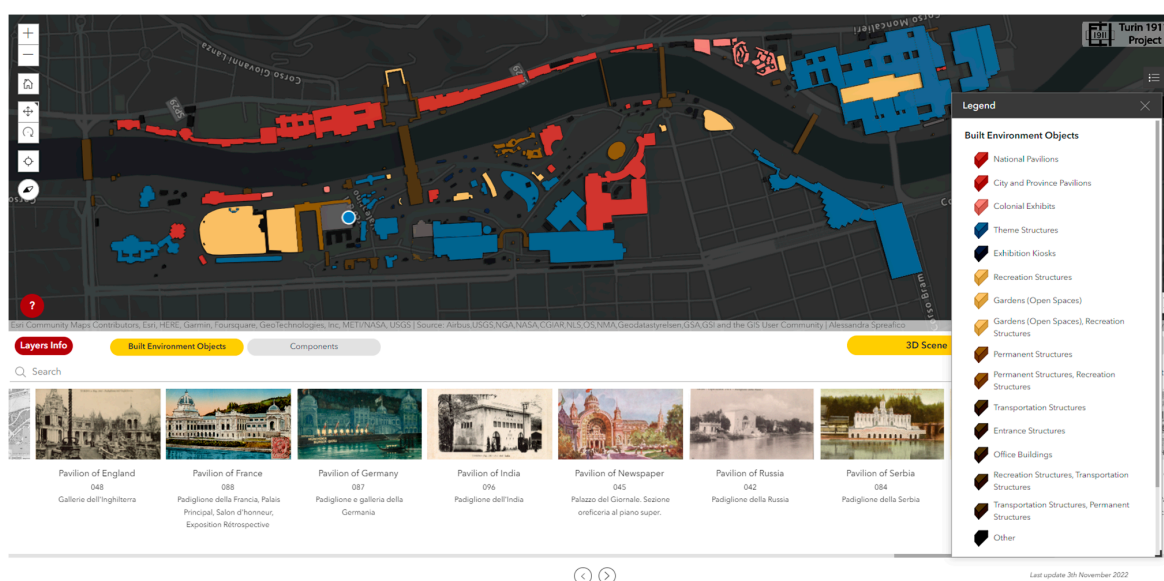 Turin 191
1911
Project
Corso Moncalieri
Corso Giovanni Lanza
SP29
Legend
Built Environment Objects
National Pavilions
City and Province Pavilions
Colonial Exhibits
Theme Structures
Exhibition Kiosks
Recreation Structures
Gardens (Open Spaces)
Gardens (Open Spaces), Recreation
Structures
Permanent Structures
Permanent Structures, Recreation
Structures
Transportation Structures
Entrance Structures
Office Buildings
Recreation Structures, Transportation
Structures
Transportation Structures, Permanent
Structures
Other
Corso Bram
?
Esri Community Maps Contributors, Esri, HERE, Garmin, Foursquare, GeoTechnologies, Inc, METI/NASA, USGS | Source: Airbus,USGS,NGA,NASA,CGIAR,NLS,OS,NMA,Geodatastyrelsen,GSA,GSI and the GIS User Community | Alessandra Spreafico
Layers Info
Built Environment Objects
Components
3D Scene
Search
Pavilion of England
048
Gallerie dell'Inghilterra
Pavilion of France
088
Padiglione della Francia, Palais
Principal, Salon d'honneur,
Exposition Rétrospective
Pavilion of Germany
087
Padiglione e galleria della
Germania
Pavilion of India
096
Padiglione dell'India
Pavilion of Newspaper
045
Palazzo del Giornale. Sezione
oreficeria al piano super.
Pavilion of Russia
042
Padiglione della Russia
Pavilion of Serbia
084
Padiglione della Serbia
Last update 3th November 2022